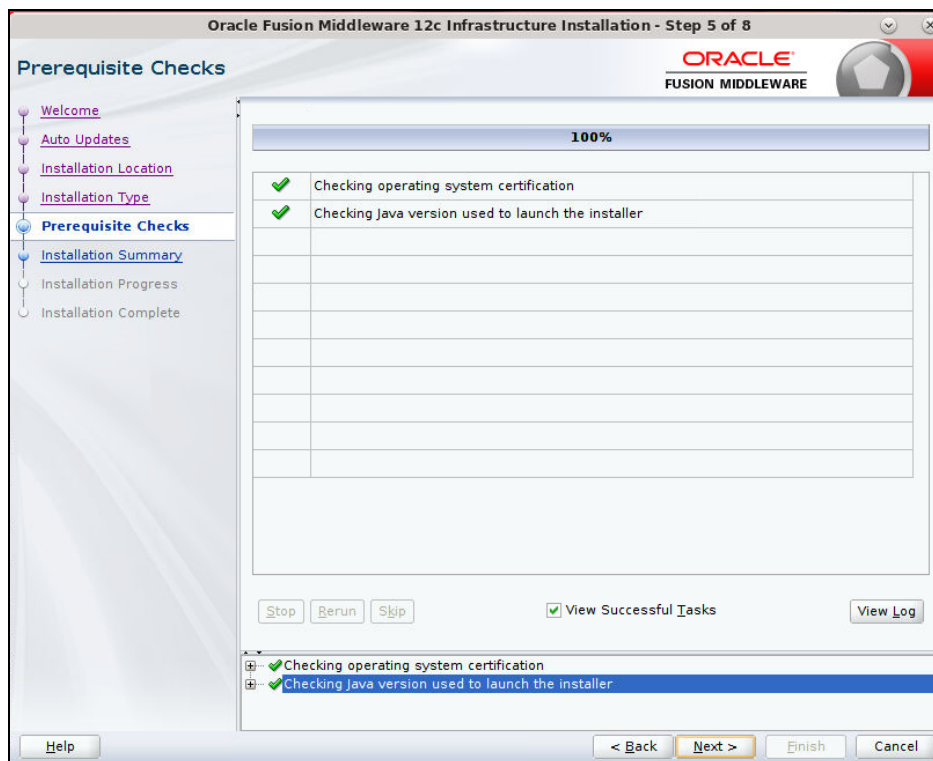 Oracle Fusion Middleware 12c Infrastructure Installation - Step 5 of 8
Prerequisite Checks
ORACLE
FUSION MIDDLEWARE
Welcome
Auto Updates
Installation Location
Installation Type
Prerequisite Checks
Installation Summary
Installation Progress
Installation Complete
100%
Checking operating system certification
Checking Java version used to launch the installer
Stop Rerun Skip View Successful Tasks View Log
Checking operating system certification
Checking Java version used to launch the installer
Help < Back Next > Finish Cancel